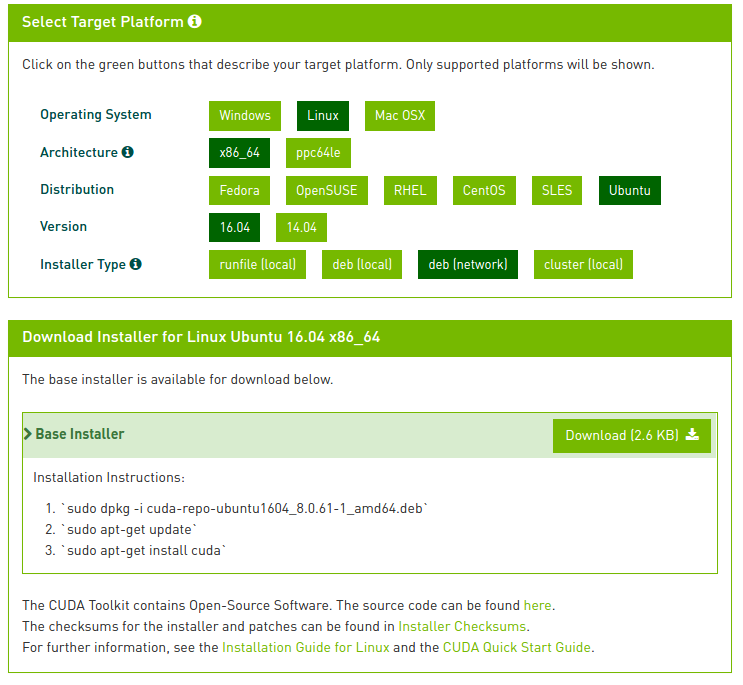 Select Target Platform
Click on the green buttons that describe your target platform. Only supported platforms will be shown.
Operating System Windows Linux Mac OSX
Architecture x86_64 ppc64le
Distribution Fedora OpenSUSE RHEL CentOS SLES Ubuntu
Version 16.04 14.04
Installer Type runfile (local) deb (local) deb (network) cluster (local)
Download Installer for Linux Ubuntu 16.04 x86_64
The base installer is available for download below.
Base Installer Download (2.6 KB)
Installation Instructions:
1. `sudo dpkg -i cuda-repo-ubuntu1604_8.0.61-1_amd64.deb`
2. `sudo apt-get update`
3. `sudo apt-get install cuda`
The CUDA Toolkit contains Open-Source Software. The source code can be found here.
The checksums for the installer and patches can be found in Installer Checksums.
For further information, see the Installation Guide for Linux and the CUDA Quick Start Guide.